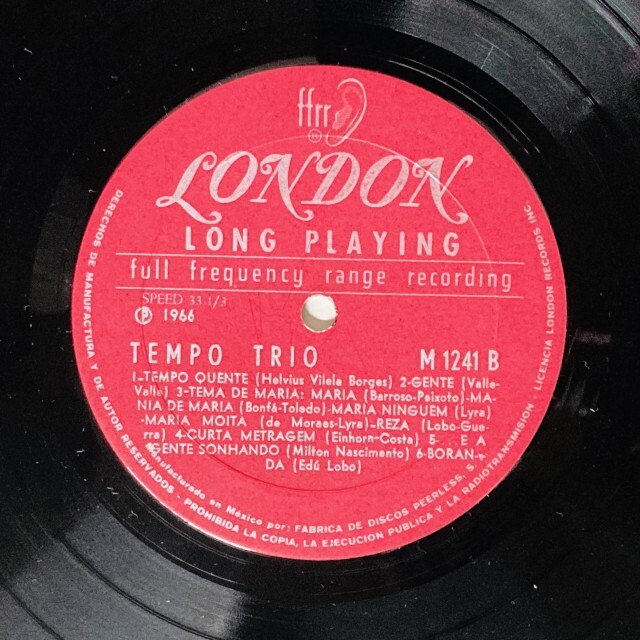 ffrr
LONDON
LONG PLAYING
full frequency range recording
SPEED 33 1/3
Ⓟ 1966
TEMPO TRIO M 1241 B
1-TEMPO QUENTE (Helvius Vilela Borges) 2-GENTE (Valle-
Valle) 3-TEMA DE MARIA: MARIA (Barroso-Peixoto)-MA-
NIA DE MARIA (Bonfá-Toledo)-MARIA NINGUEM (Lyra)
-MARIA MOITA (de Moraes-Lyra)-REZA (Lobo-Gue-
rra) 4-CURTA METRAGEM (Einhorn-Costa) 5-... E A
GENTE SONHANDO (Milton Nascimento) 6-BORAN-
DA (Edú Lobo)
DERECHOS DE MANUFACTURA Y DE AUTOR RESERVADOS - PROHIBIDA LA COPIA, LA EJECUCION PUBLICA Y LA RADIOTRANSMISION - LICENCIA LONDON RECORDS INC.
Manufacturado en México por: FABRICA DE DISCOS PEERLESS, S. A.